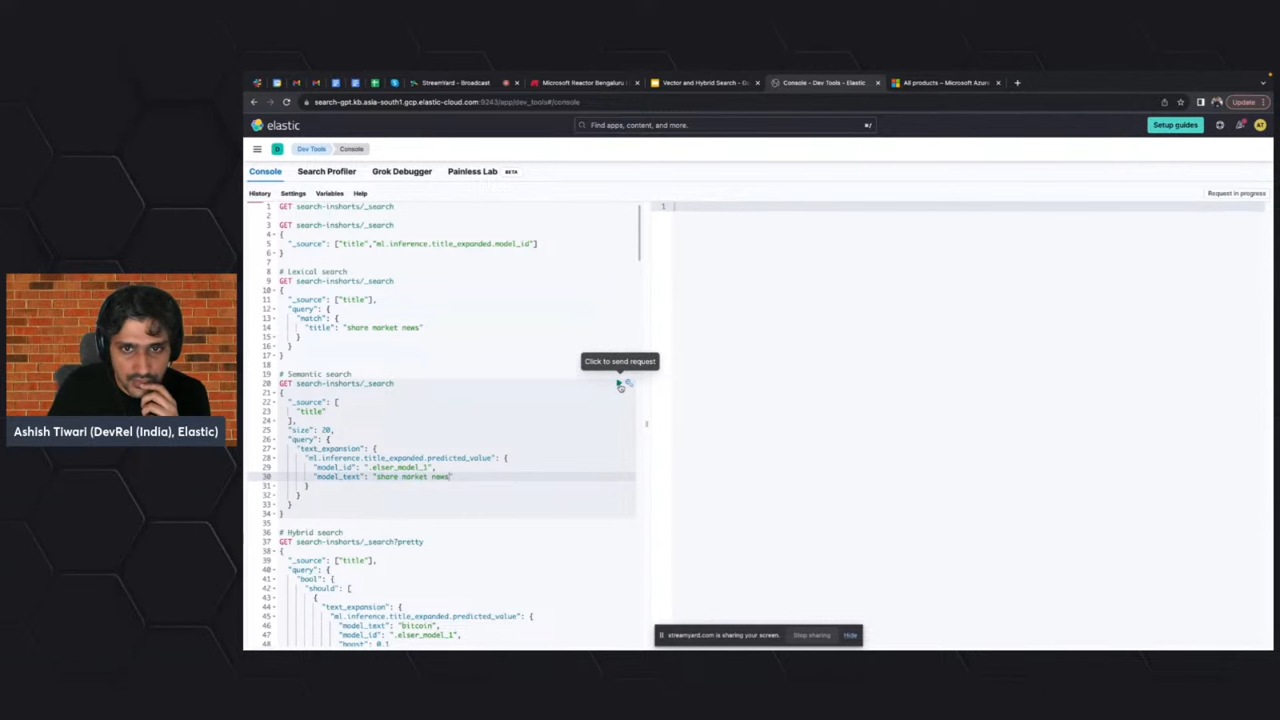 StreamYard - Broadcast
Microsoft Reactor Bengaluru
Vector and Hybrid Search -
Console - Dev Tools - Elastic
All products – Microsoft Azure
search-gpt.kb.asia-south1.gcp.elastic-cloud.com:9243/app/dev_tools#/console
Update
elastic
Find apps, content, and more.
Setup guides
AT
D
Dev Tools
Console
Console
Search Profiler
Grok Debugger
Painless Lab
BETA
History
Settings
Variables
Help
Request in progress
1 GET search-inshorts/_search
2
3 GET search-inshorts/_search
4 {
5 "_source": ["title","ml.inference.title_expanded.model_id"]
6 }
7
8 # Lexical search
9 GET search-inshorts/_search
10 {
11 "_source": ["title"],
12 "query": {
13 "match": {
14 "title": "share market news"
15 }
16 }
17 }
18
19 # Semantic search
20 GET search-inshorts/_search
21 {
22 "_source": [
23 "title"
24 ],
25 "size": 20,
26 "query": {
27 "text_expansion": {
28 "ml.inference.title_expanded.predicted_value": {
29 "model_id": ".elser_model_1",
30 "model_text": "share market news"
31 }
32 }
33 }
34 }
35
36 # Hybrid search
37 GET search-inshorts/_search?pretty
38 {
39 "_source": ["title"],
40 "query": {
41 "bool": {
42 "should": [
43 {
44 "text_expansion": {
45 "ml.inference.title_expanded.predicted_value": {
46 "model_text": "bitcoin",
47 "model_id": ".elser_model_1",
48 "boost": 0.1
1
Click to send request
streamyard.com is sharing your screen.
Stop sharing
Hide
Ashish Tiwari (DevRel (India), Elastic)